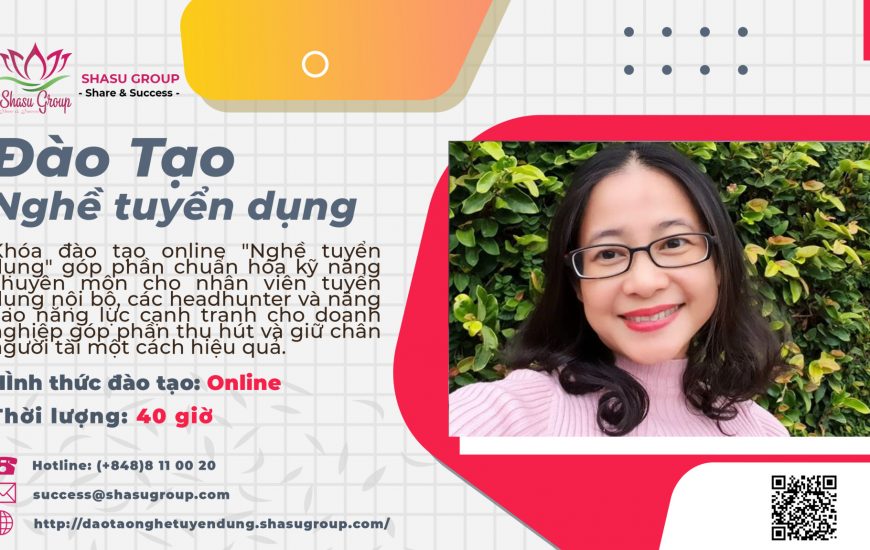 Shasu Group
SHASU GROUP
- Share & Success -
Đào Tạo
Nghề tuyển dụng
Khóa đào tạo online "Nghề tuyển
dụng" góp phần chuẩn hóa kỹ năng
chuyên môn cho nhân viên tuyển
dụng nội bộ, các headhunter và nâng
cao năng lực cạnh tranh cho doanh
nghiệp góp phần thu hút và giữ chân
người tài một cách hiệu quả.
Hình thức đào tạo: Online
Thời lượng: 40 giờ
Hotline: (+848)8 11 00 20
success@shasugroup.com
http://daotaonghetuyendung.shasugroup.com/